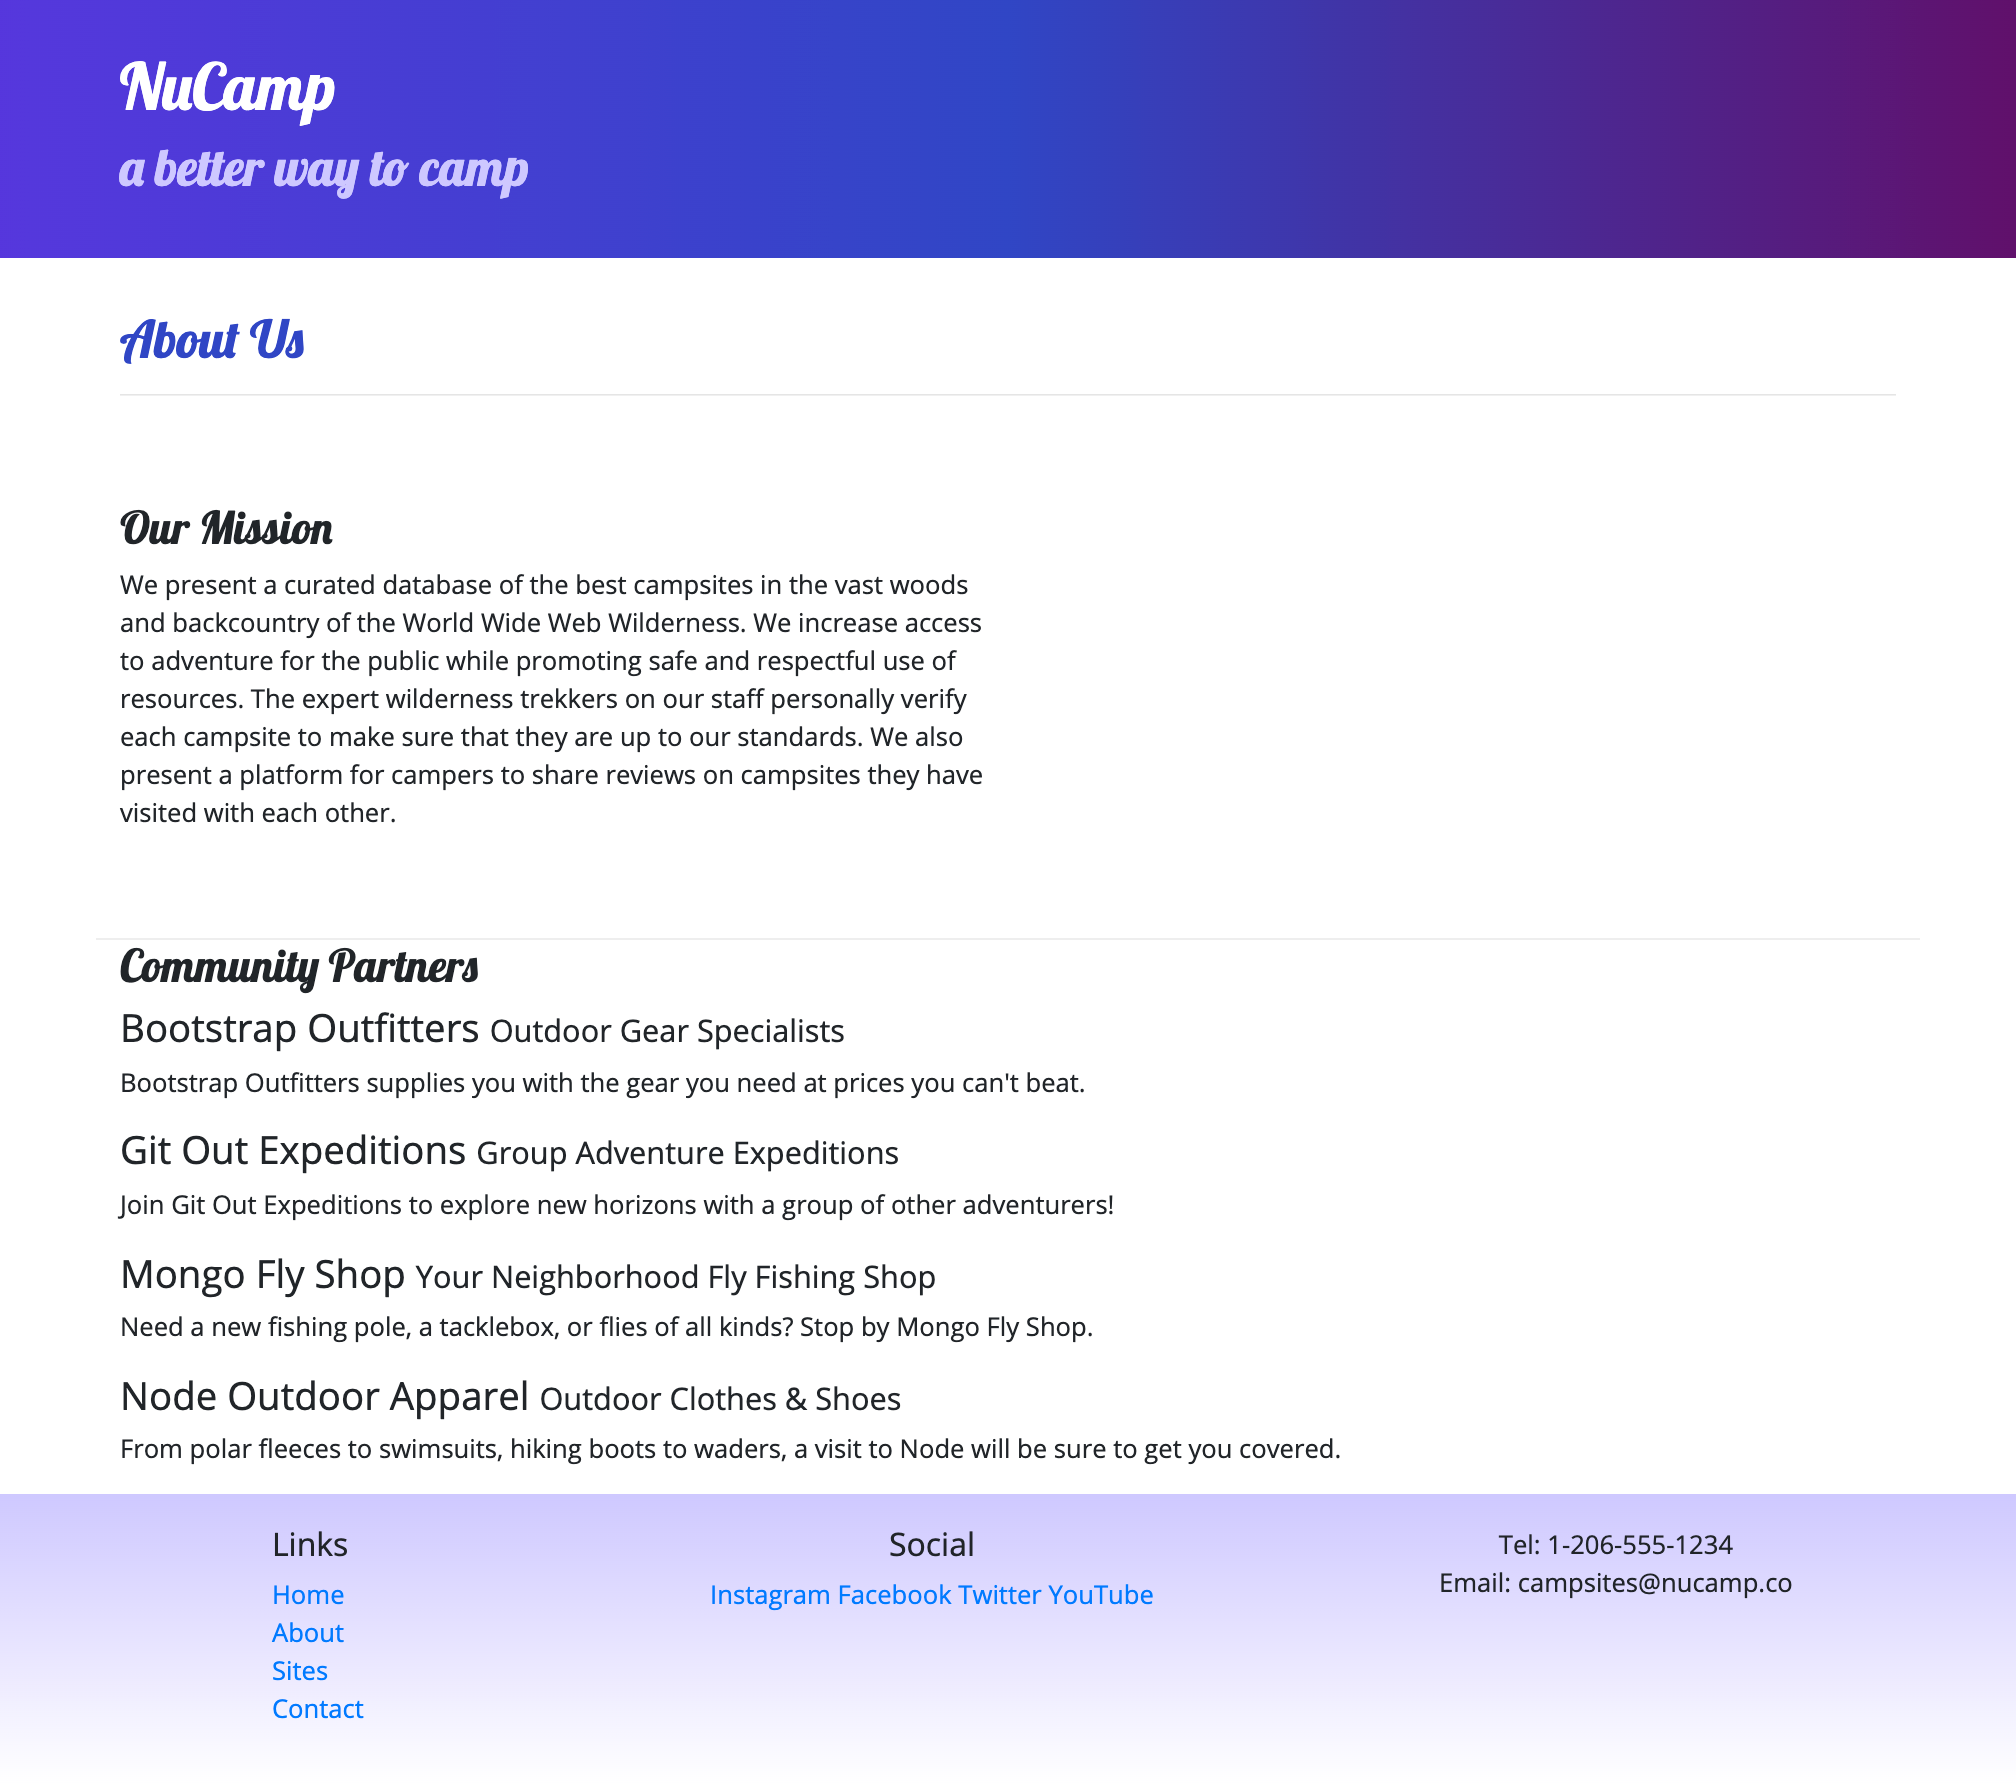 NuCamp
a better way to camp
About Us
Our Mission
We present a curated database of the best campsites in the vast woods
and backcountry of the World Wide Web Wilderness. We increase access
to adventure for the public while promoting safe and respectful use of
resources. The expert wilderness trekkers on our staff personally verify
each campsite to make sure that they are up to our standards. We also
present a platform for campers to share reviews on campsites they have
visited with each other.
Community Partners
Bootstrap Outfitters Outdoor Gear Specialists
Bootstrap Outfitters supplies you with the gear you need at prices you can't beat.
Git Out Expeditions Group Adventure Expeditions
Join Git Out Expeditions to explore new horizons with a group of other adventurers!
Mongo Fly Shop Your Neighborhood Fly Fishing Shop
Need a new fishing pole, a tacklebox, or flies of all kinds? Stop by Mongo Fly Shop.
Node Outdoor Apparel Outdoor Clothes & Shoes
From polar fleeces to swimsuits, hiking boots to waders, a visit to Node will be sure to get you covered.
Links
Home
About
Sites
Contact
Social
Instagram Facebook Twitter YouTube
Tel: 1-206-555-1234
Email: campsites@nucamp.co